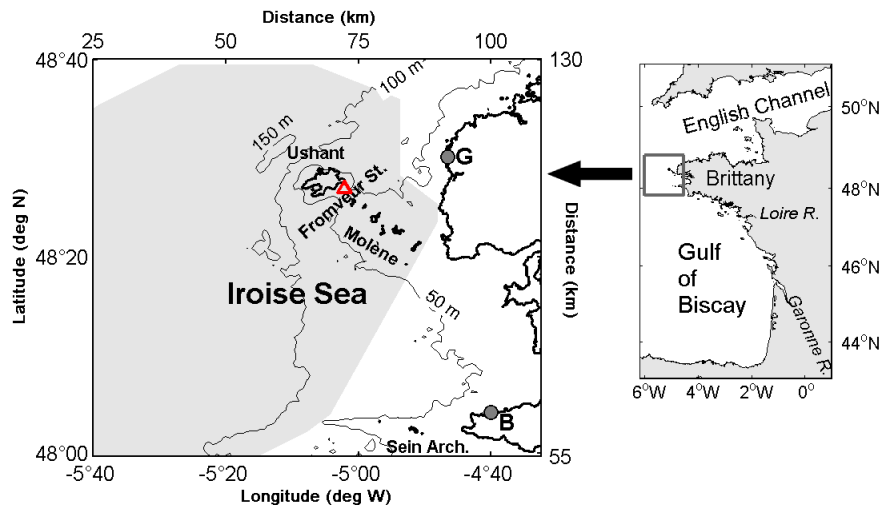 Distance (km)
25 50 72 100
48°40' 130
100 m
150 m
Ushant
G
Fromveur St.
Molène
48°20'
Iroise Sea
50 m
B
Sein Arch.
48°00' 55
-5°40' -5°20' -5°00' -4°40'
Longitude (deg W)
Latitude (deg N)
Distance (km)
English Channel
50°N
Brittany
48°N
Loire R.
Gulf
of
Biscay
46°N
Garonne R.
44°N
6°W 4°W 2°W 0°